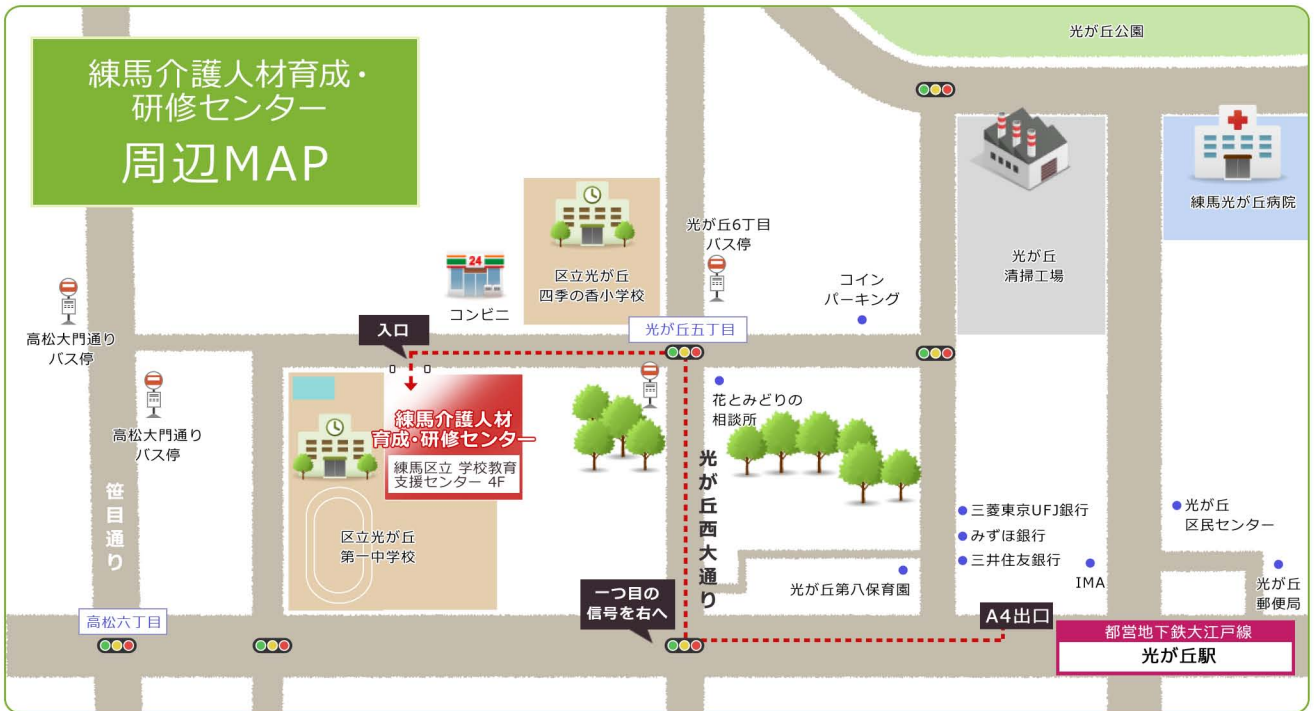 練馬介護人材育成・
研修センター
周辺MAP
光が丘公園
練馬光が丘病院
光が丘
清掃工場
光が丘6丁目
バス停
コイン
パーキング
24
コンビニ
区立光が丘
四季の香小学校
高松大門通り
バス停
入口
光が丘五丁目
高松大門通り
バス停
練馬介護人材
育成・研修センター
練馬区立 学校教育
支援センター 4F
花とみどりの
相談所
笹目通り
区立光が丘
第一中学校
光が丘西大通り
三菱東京UFJ銀行
みずほ銀行
三井住友銀行
IMA
光が丘
区民センター
光が丘
郵便局
光が丘第八保育園
一つ目の
信号を右へ
A4出口
高松六丁目
都営地下鉄大江戸線
光が丘駅